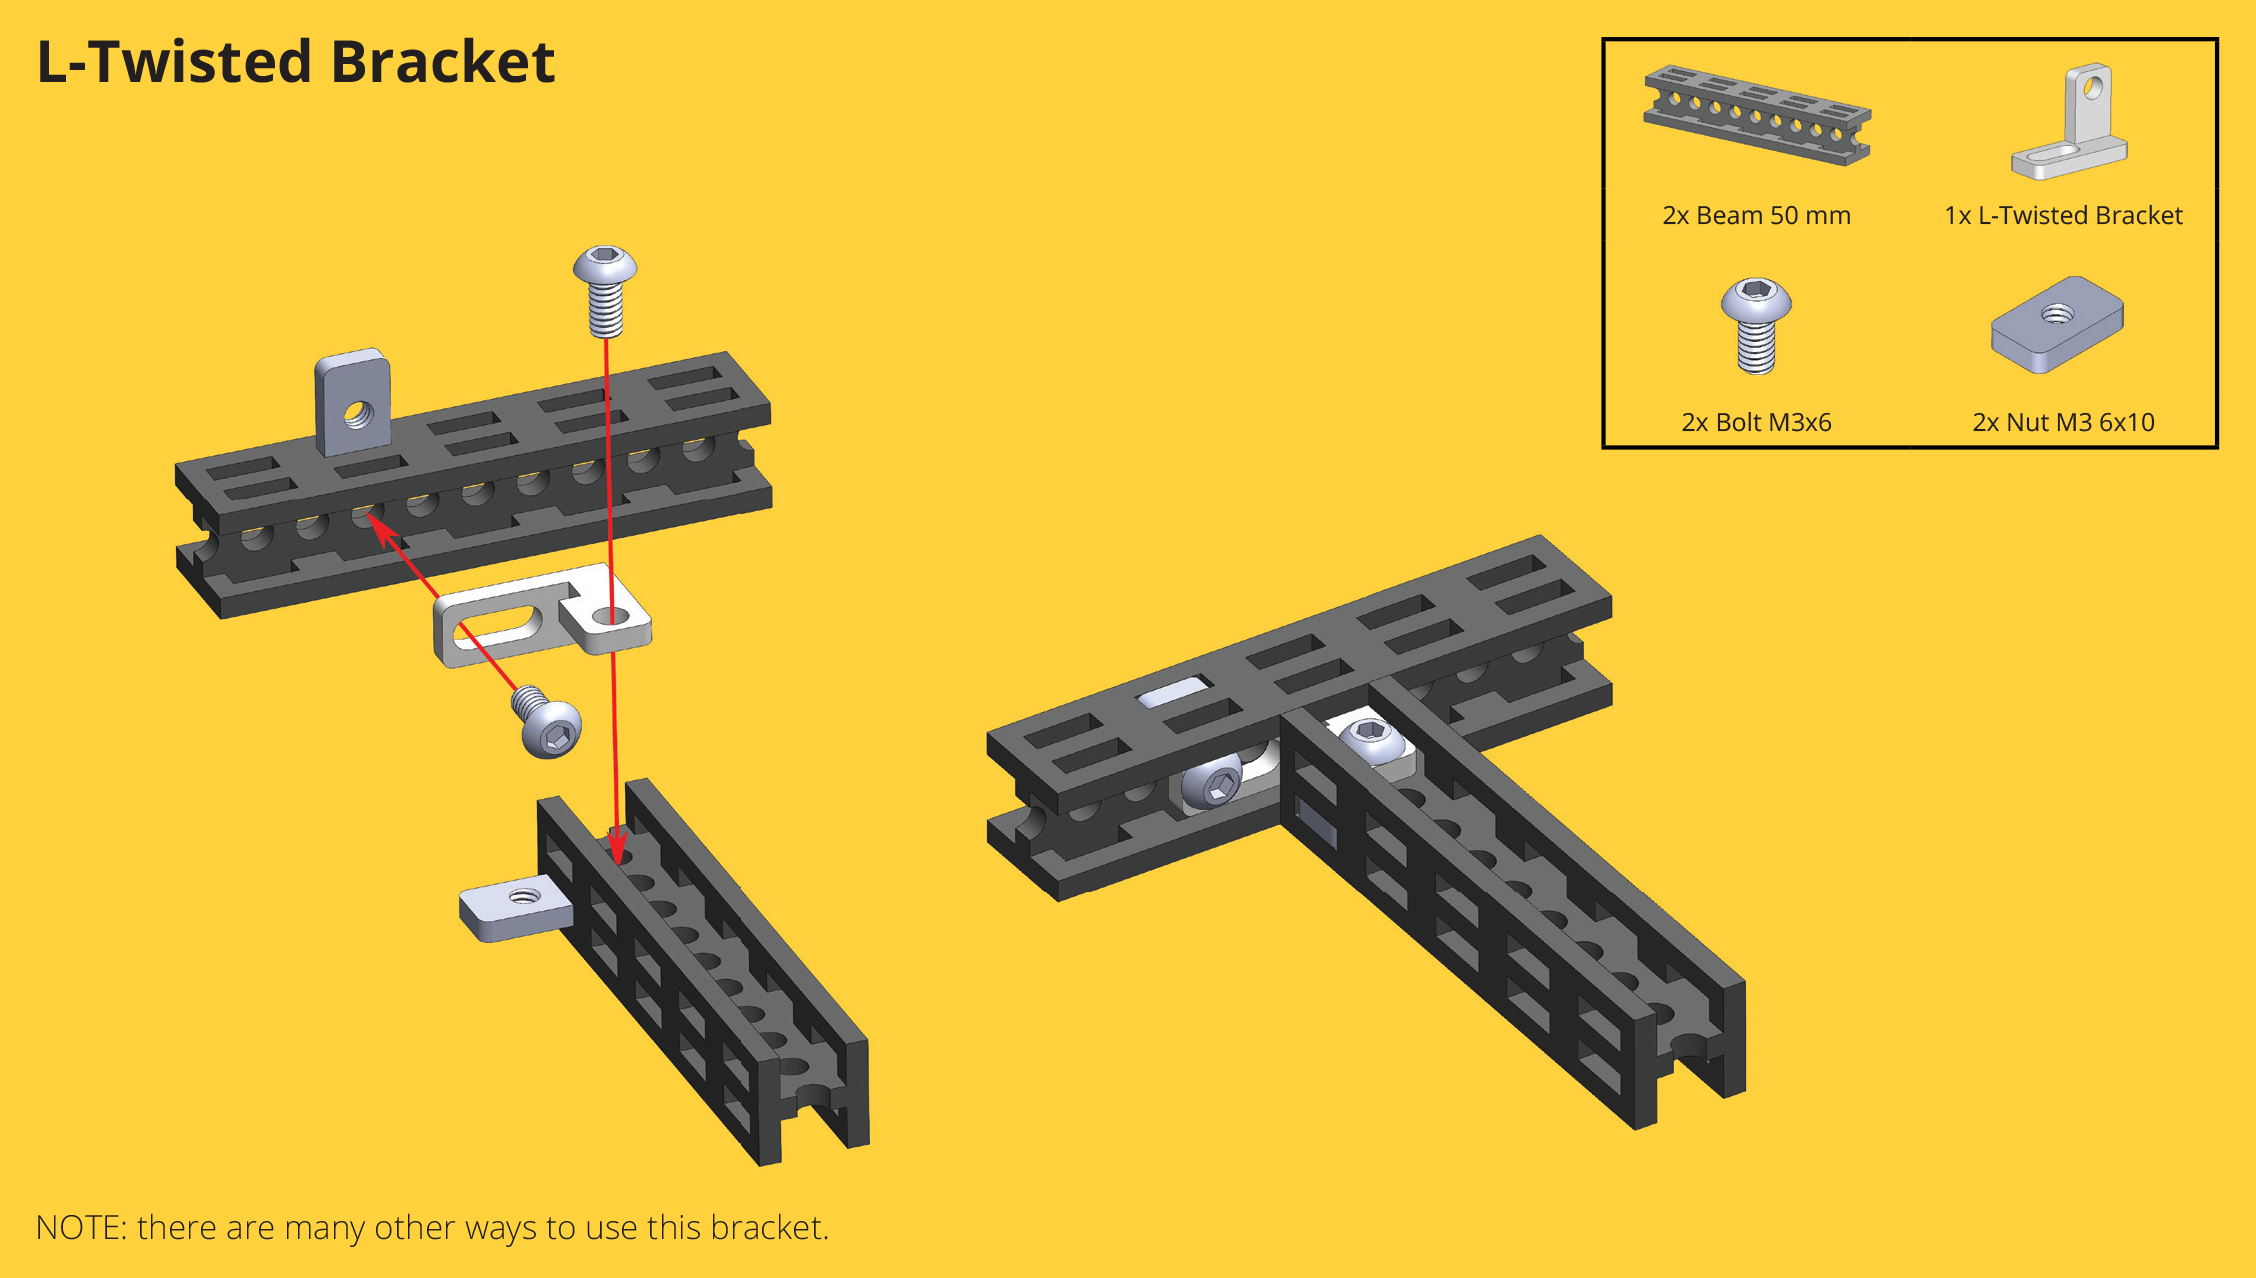 L-Twisted Bracket
2x Beam 50 mm
1x L-Twisted Bracket
2x Bolt M3x6
2x Nut M3 6x10
NOTE: there are many other ways to use this bracket.